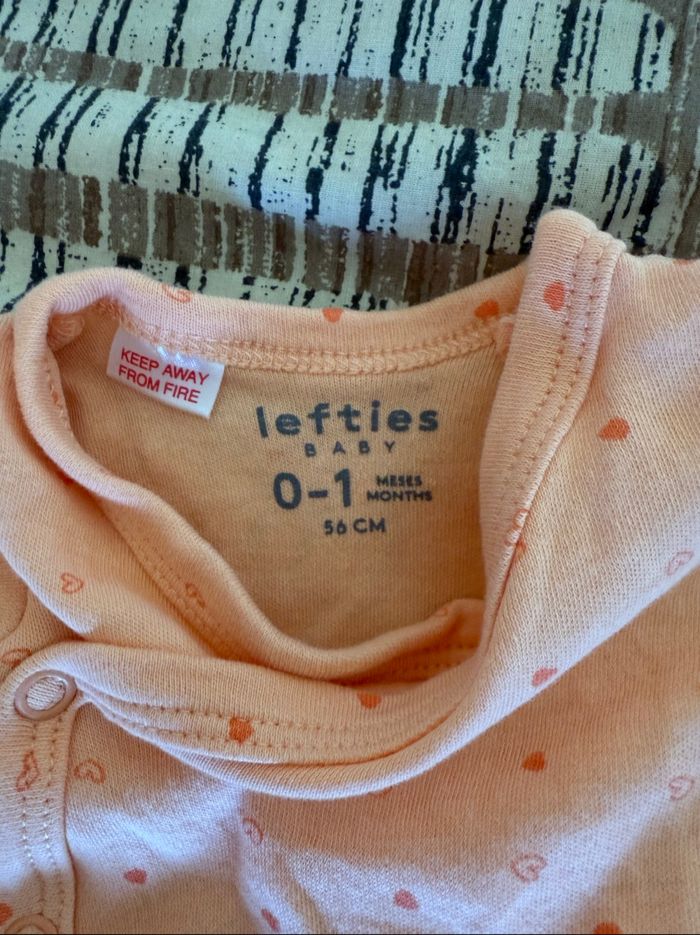 KEEP AWAY
FROM FIRE
lefties
BABY
0-1 MESES
MONTHS
56 CM